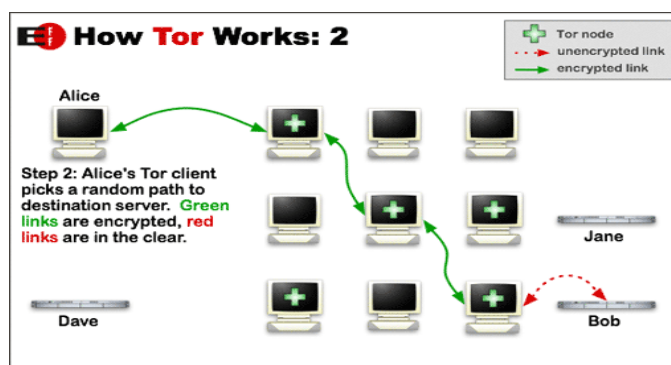 EFF How Tor Works: 2
Tor node
unencrypted link
encrypted link
Alice
Step 2: Alice's Tor client
picks a random path to
destination server. Green
links are encrypted, red
links are in the clear.
Jane
Dave
Bob